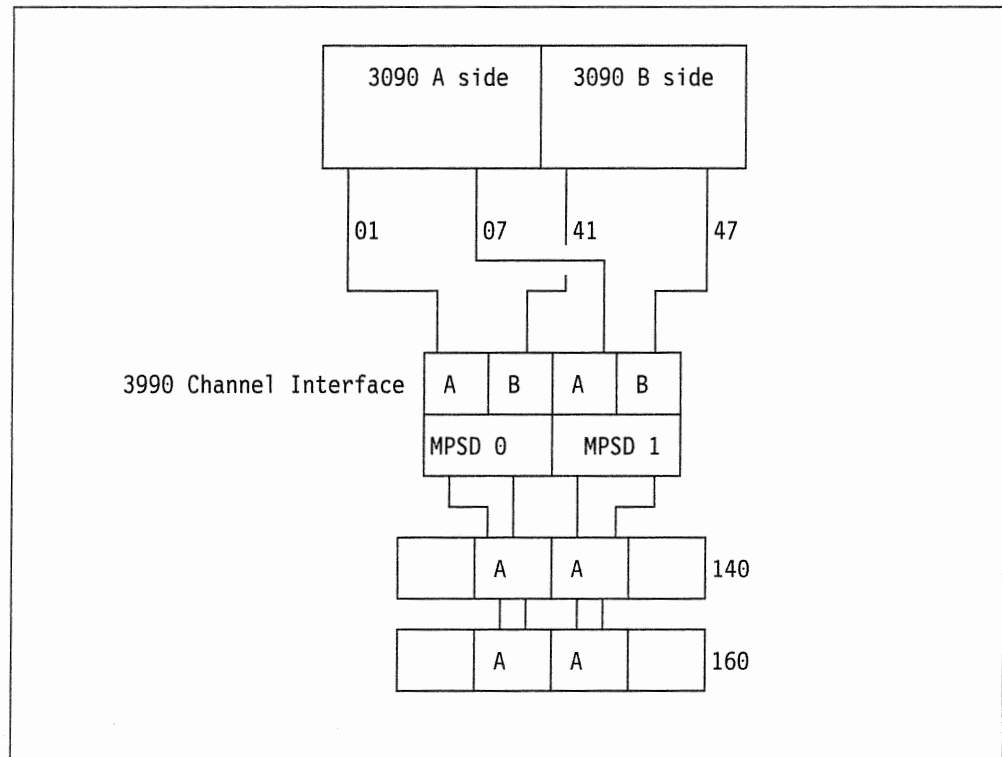 3090 A side 3090 B side
01 07 41 47
3990 Channel Interface A B A B
MPSD 0 MPSD 1
A A 140
A A 160